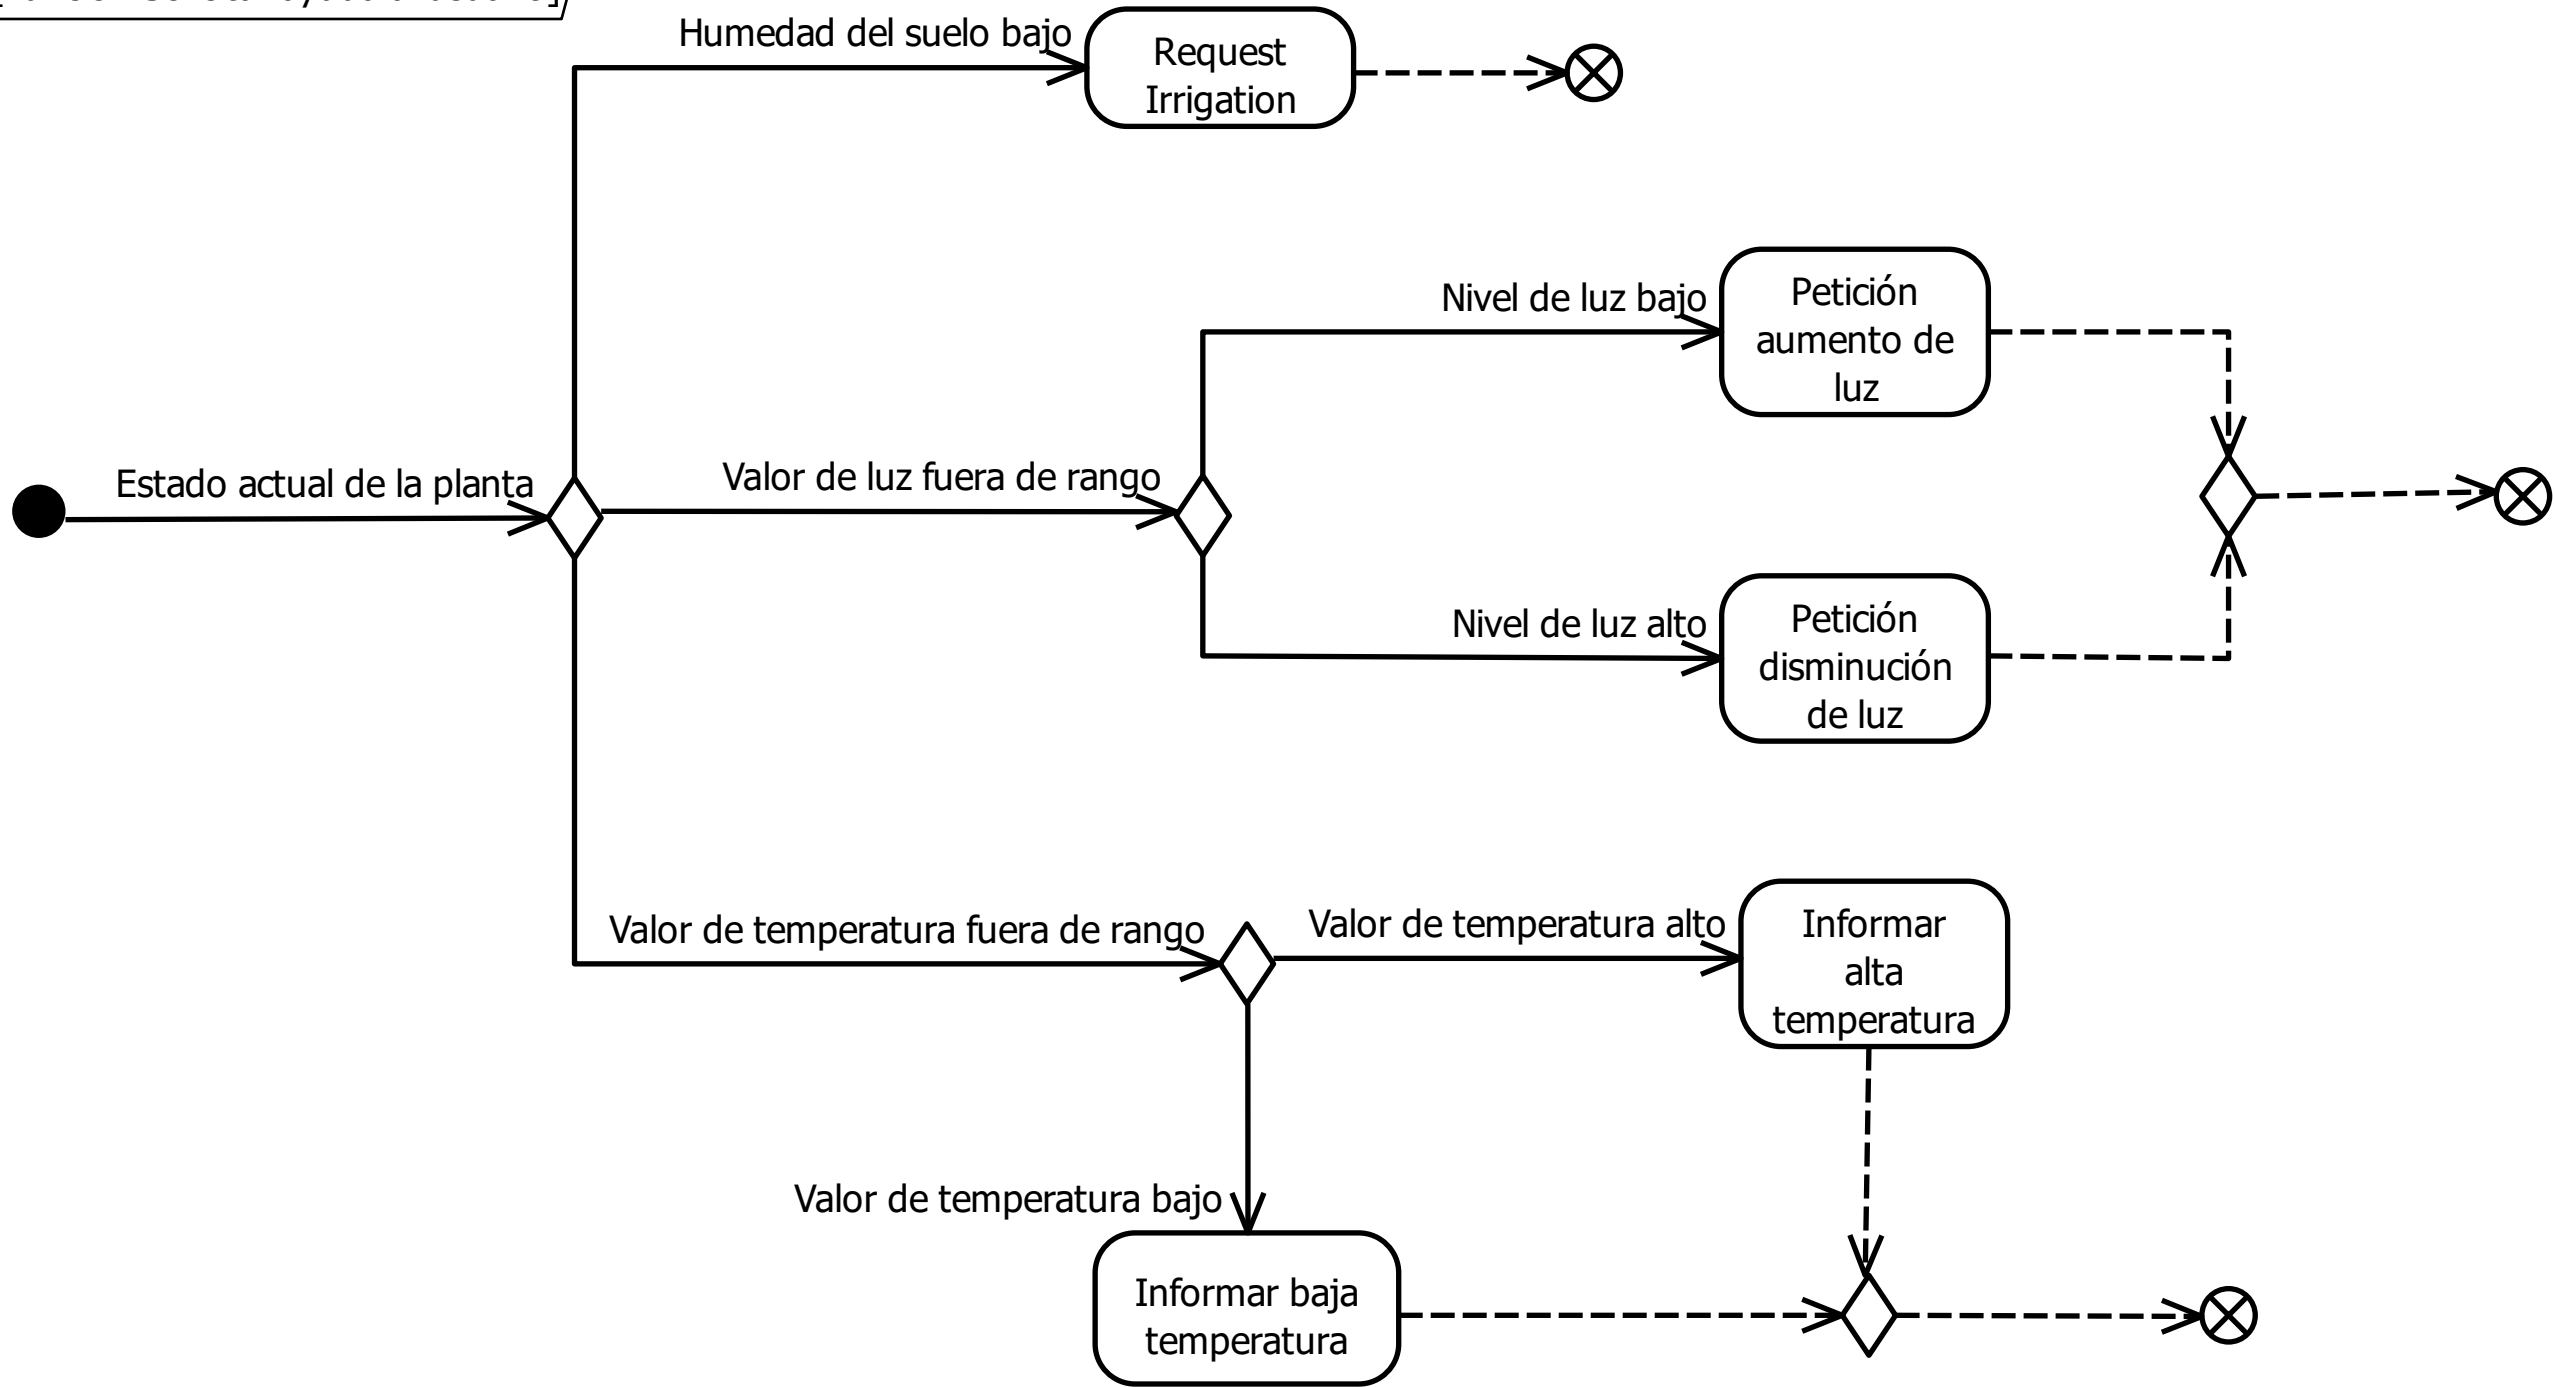 Humedad del suelo bajo
Request
Irrigation
Nivel de luz bajo
Petición
aumento de
luz
Estado actual de la planta
Valor de luz fuera de rango
Nivel de luz alto
Petición
disminución
de luz
Valor de temperatura fuera de rango
Valor de temperatura alto
Informar
alta
temperatura
Valor de temperatura bajo
Informar baja
temperatura